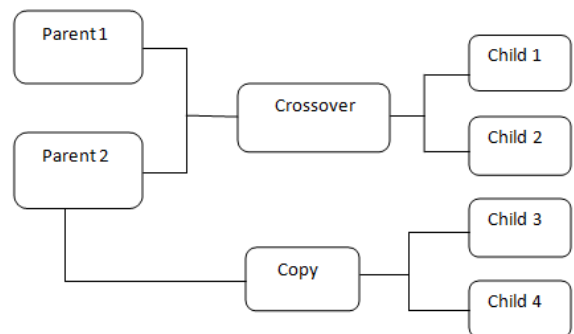 Parent 1
Child 1
Crossover
Parent 2
Child 2
Child 3
Copy
Child 4